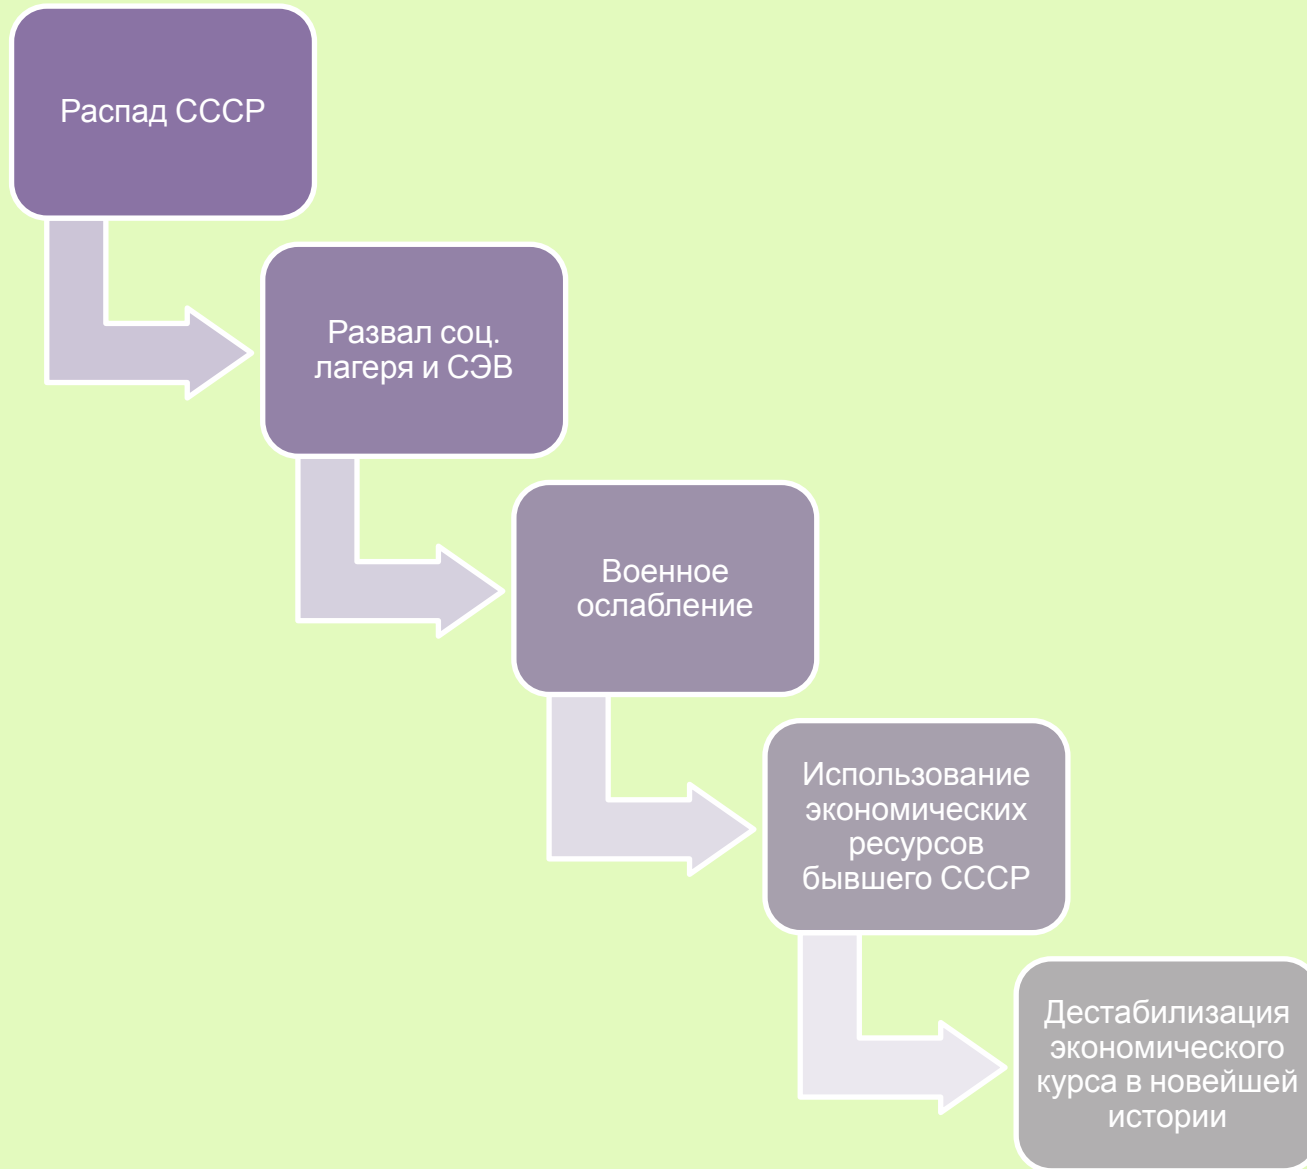 Распад СССР
Развал соц.
лагеря и СЭВ
Военное
ослабление
Использование
экономических
ресурсов
бывшего СССР
Дестабилизация
экономического
курса в новейшей
истории